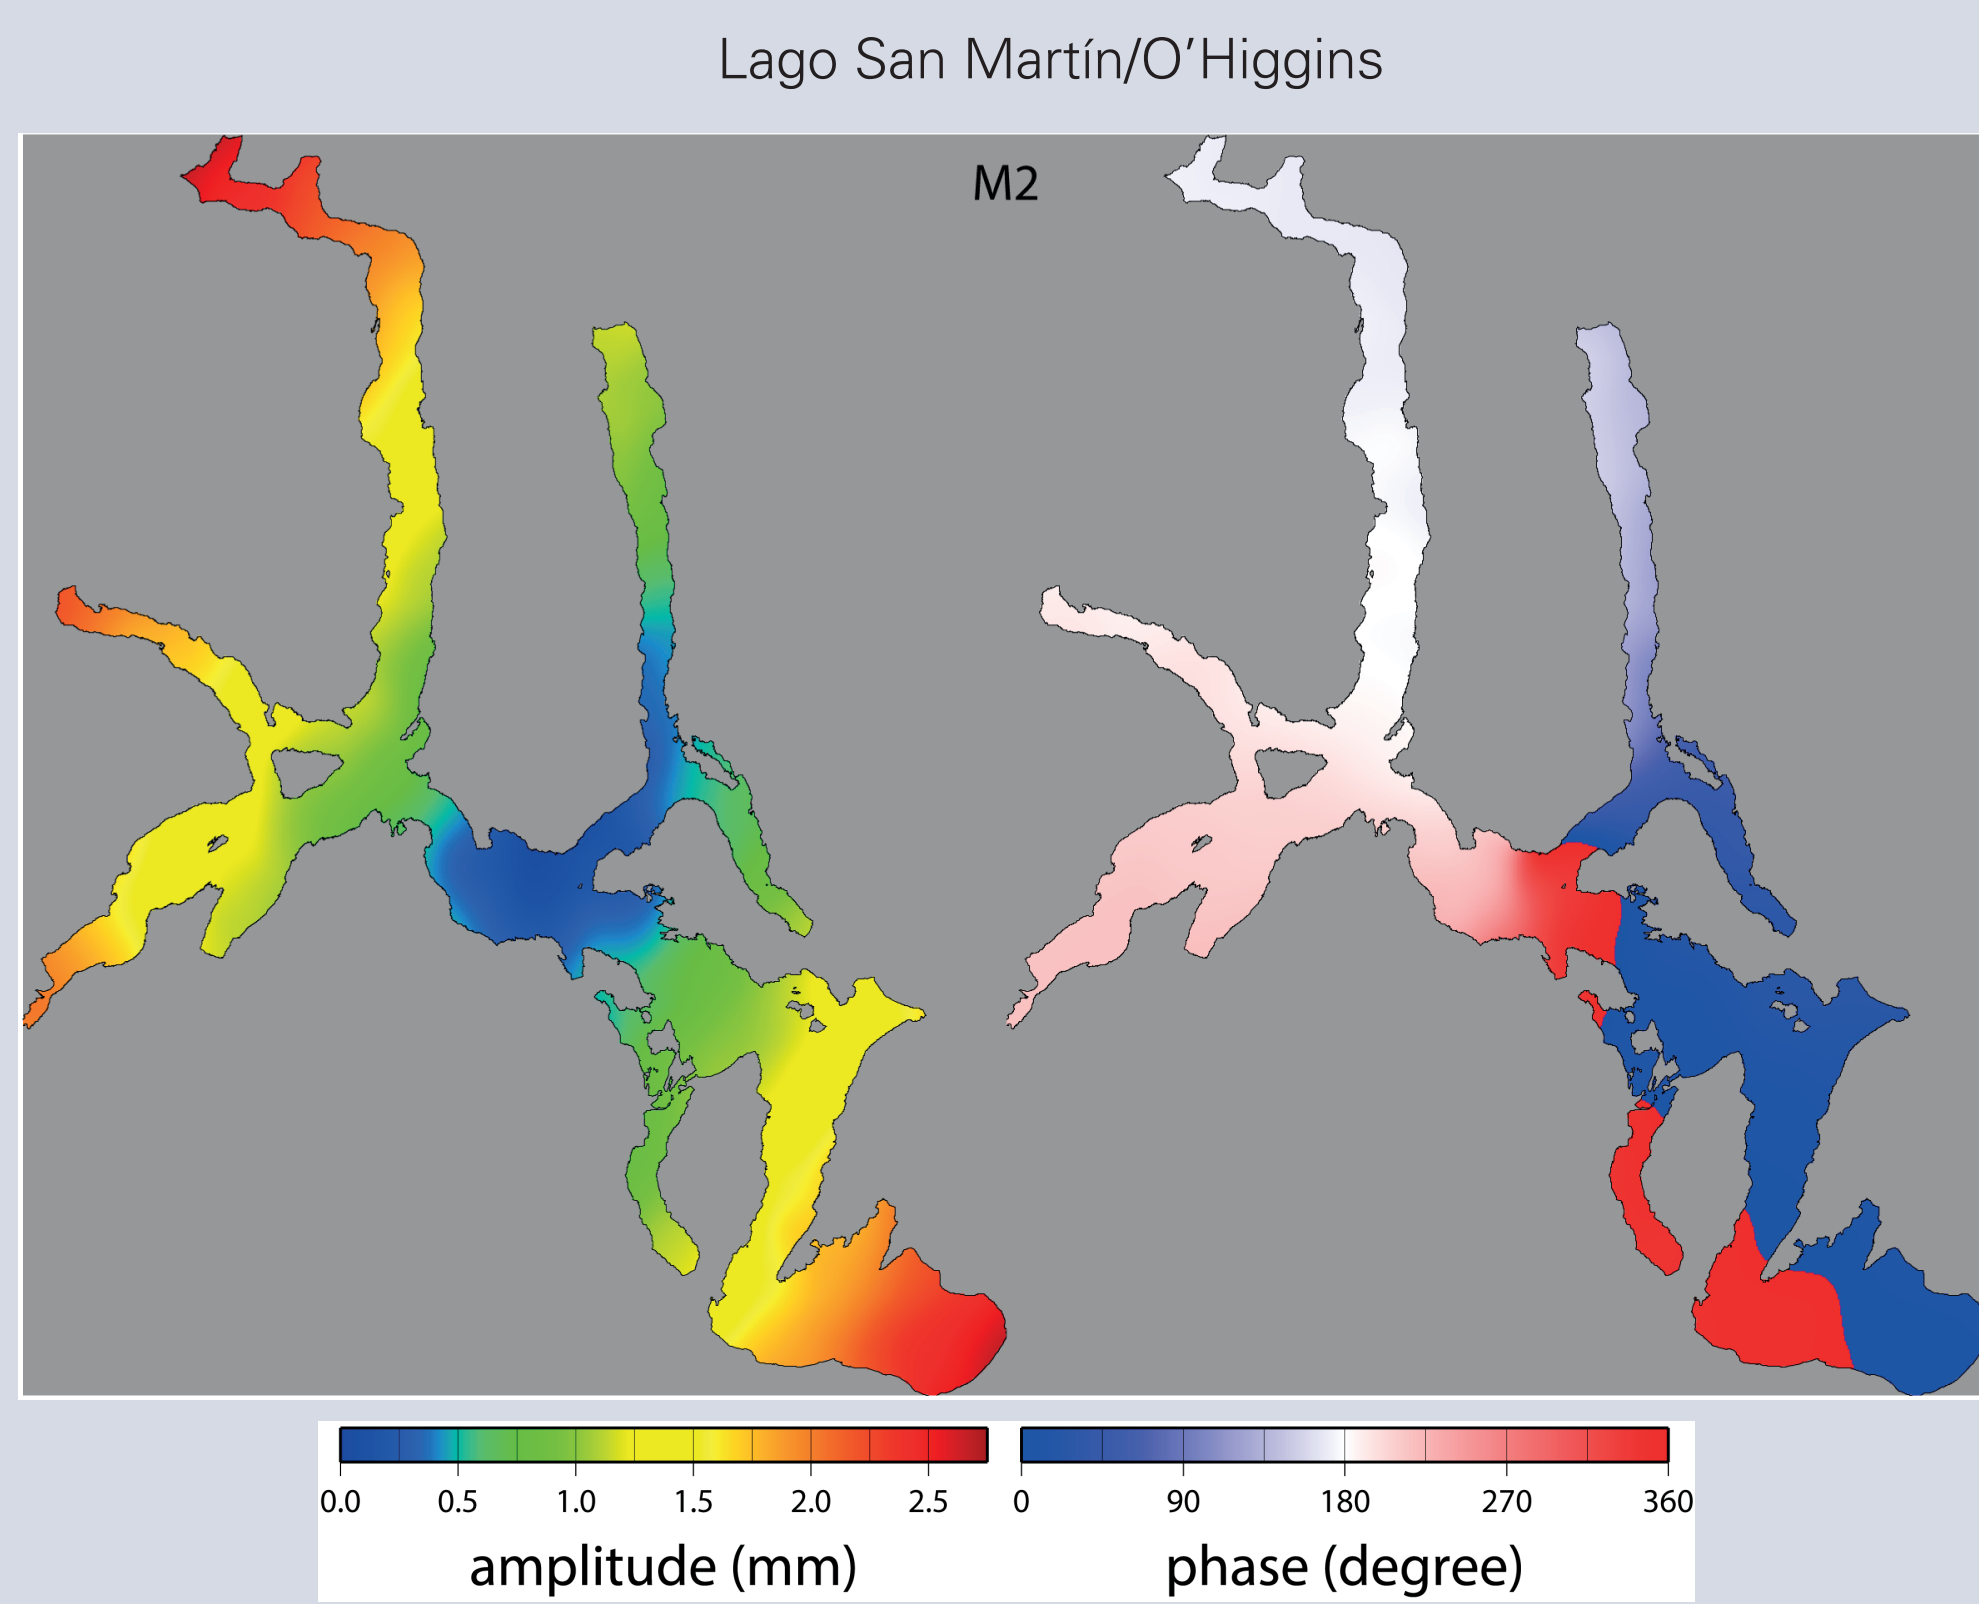 Lago San Martín/O’Higgins
M2
0.0 0.5 1.0 1.5 2.0 2.5
amplitude (mm)
0 90 180 270 360
phase (degree)